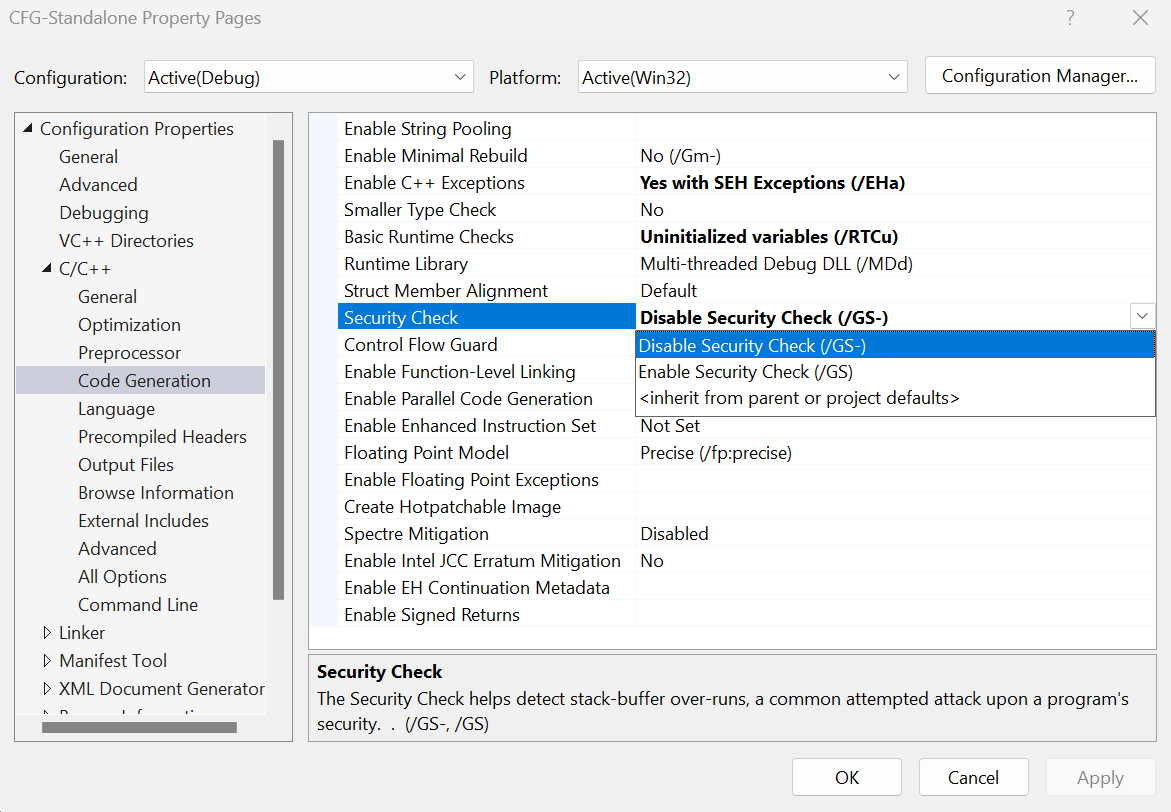 CFG-Standalone Property Pages
?
Configuration: Active(Debug) Platform: Active(Win32) Configuration Manager...
Configuration Properties
General
Advanced
Debugging
VC++ Directories
C/C++
General
Optimization
Preprocessor
Code Generation
Language
Precompiled Headers
Output Files
Browse Information
External Includes
Advanced
All Options
Command Line
Linker
Manifest Tool
XML Document Generator
Enable String Pooling
Enable Minimal Rebuild No (/Gm-)
Enable C++ Exceptions Yes with SEH Exceptions (/EHa)
Smaller Type Check No
Basic Runtime Checks Uninitialized variables (/RTCu)
Runtime Library Multi-threaded Debug DLL (/MDd)
Struct Member Alignment Default
Security Check Disable Security Check (/GS-)
Control Flow Guard Disable Security Check (/GS-)
Enable Function-Level Linking Enable Security Check (/GS)
Enable Parallel Code Generation <inherit from parent or project defaults>
Enable Enhanced Instruction Set Not Set
Floating Point Model Precise (/fp:precise)
Enable Floating Point Exceptions
Create Hotpatchable Image
Spectre Mitigation Disabled
Enable Intel JCC Erratum Mitigation No
Enable EH Continuation Metadata
Enable Signed Returns
Security Check
The Security Check helps detect stack-buffer over-runs, a common attempted attack upon a program's
security. . (/GS-, /GS)
OK Cancel Apply